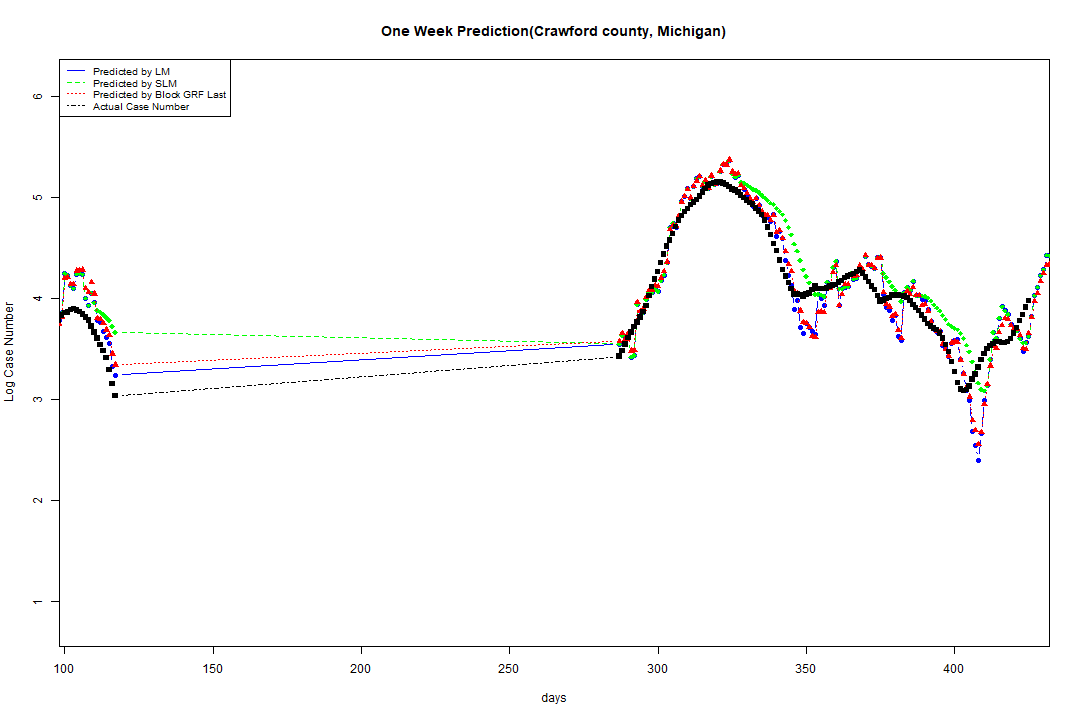 One Week Prediction(Crawford county, Michigan)
Predicted by LM
Predicted by SLM
Predicted by Block GRF Last
Actual Case Number
Log Case Number
6
5
4
3
2
1
100 150 200 250 300 350 400
days